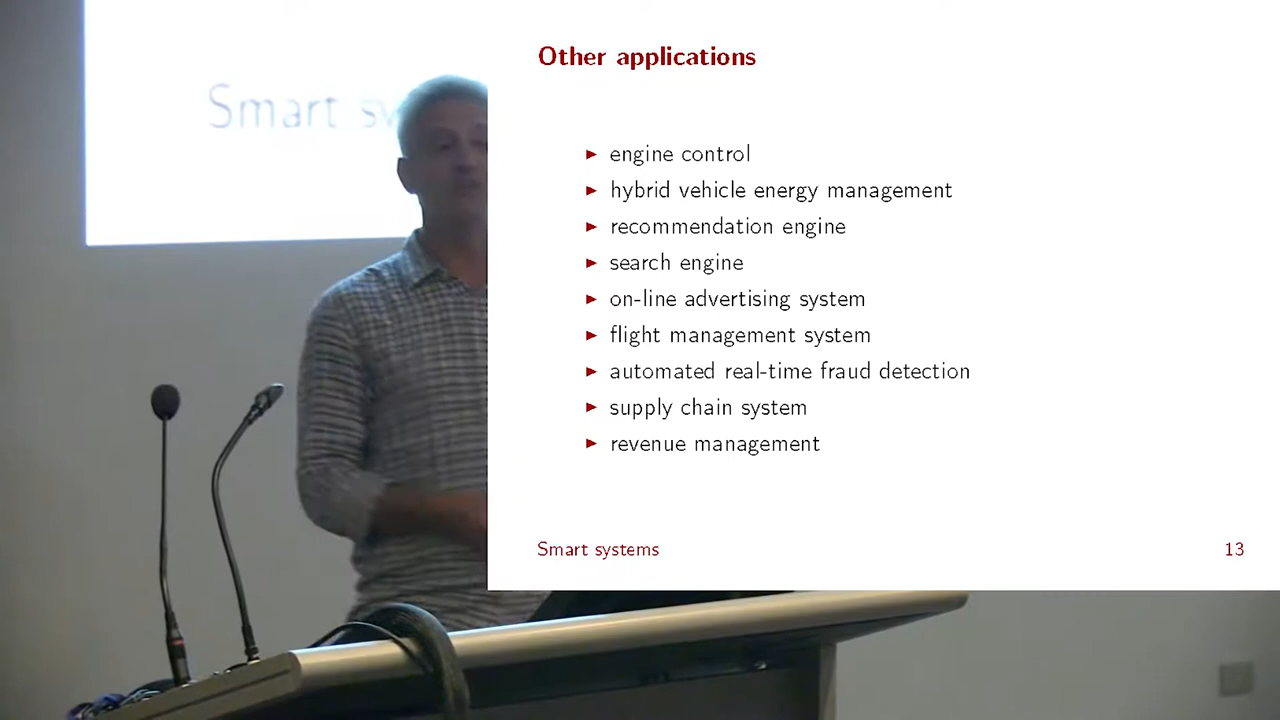 Smart
Other applications
engine control
hybrid vehicle energy management
recommendation engine
search engine
on-line advertising system
flight management system
automated real-time fraud detection
supply chain system
revenue management
Smart systems
13